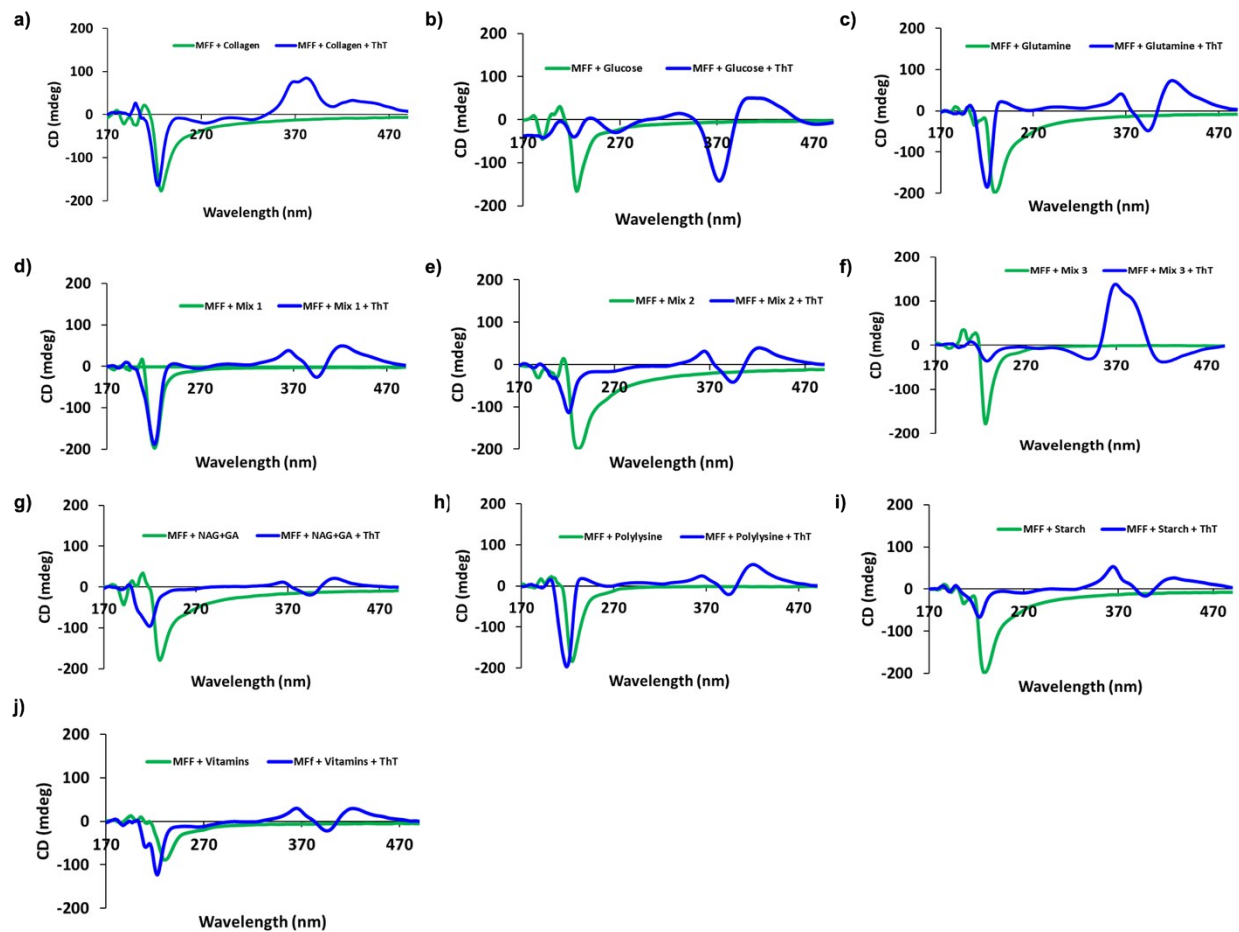 a)
200
MFF + Collagen MFF + Collagen + ThT
100
CD (mdeg)
0
170 270 370 470
-100
-200
Wavelength (nm)
b)
200
MFF + Glucose MFF + Glucose + ThT
100
CD (mdeg)
0
170 270 370 470
-100
-200
Wavelength (nm)
c)
200
MFF + Glutamine MFF + Glutamine + ThT
100
CD (mdeg)
0
170 270 370 470
-100
-200
Wavelength (nm)
d)
200
MFF + Mix 1 MFF + Mix 1 + ThT
100
CD (mdeg)
0
170 270 370 470
-100
-200
Wavelength (nm)
e)
200
MFF + Mix 2 MFF + Mix 2 + ThT
100
CD (mdeg)
0
170 270 370 470
-100
-200
Wavelength (nm)
f)
200
MFF + Mix 3 MFF + Mix 3 + ThT
100
CD (mdeg)
0
170 270 370 470
-100
-200
Wavelength (nm)
g)
200
MFF + NAG+GA MFF + NAG+GA + ThT
100
CD (mdeg)
0
170 270 370 470
-100
-200
Wavelength (nm)
h)
200
MFF + Polylysine MFF + Polylysine + ThT
100
CD (mdeg)
0
170 270 370 470
-100
-200
Wavelength (nm)
i)
200
MFF + Starch MFF + Starch + ThT
100
CD (mdeg)
0
170 270 370 470
-100
-200
Wavelength (nm)
j)
200
MFF + Vitamins MFf + Vitamins + ThT
100
CD (mdeg)
0
170 270 370 470
-100
-200
Wavelength (nm)